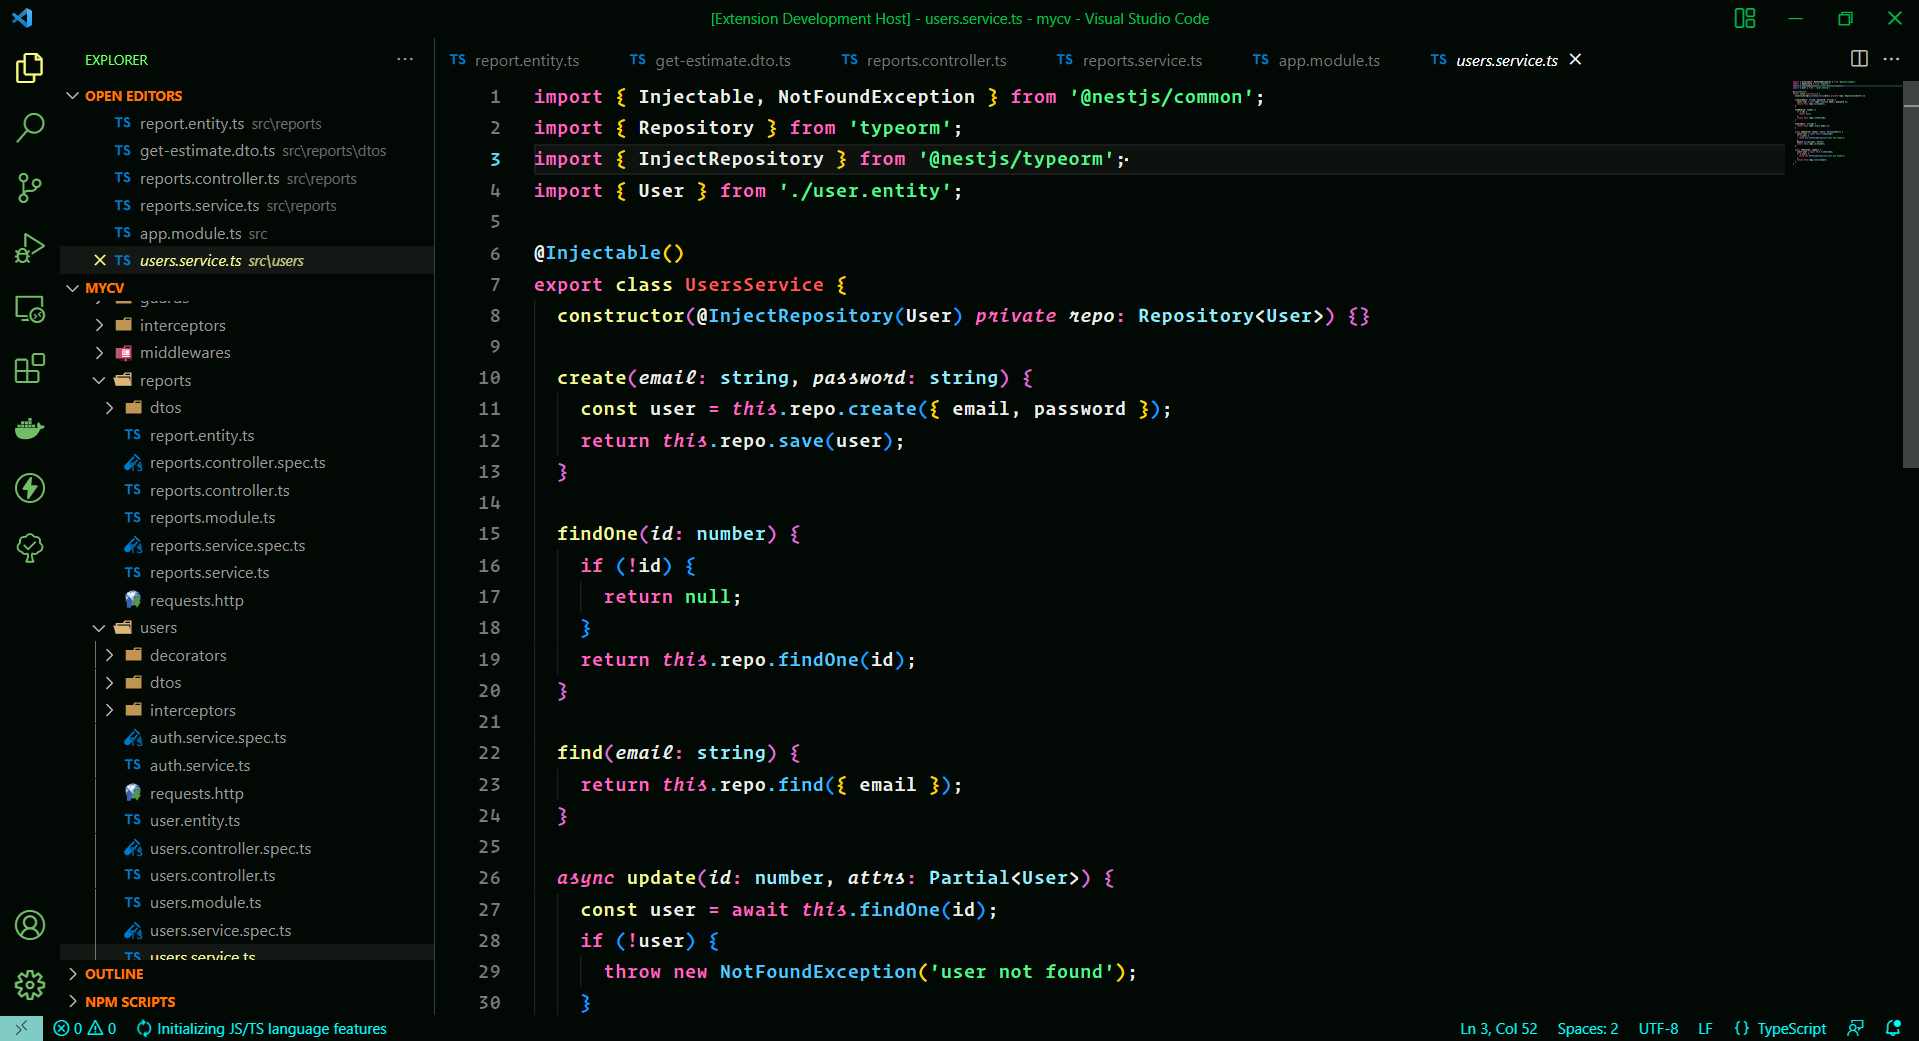 [Extension Development Host] - users.service.ts - mycv - Visual Studio Code
EXPLORER
OPEN EDITORS
TS report.entity.ts src\reports
TS get-estimate.dto.ts src\reports\dtos
TS reports.controller.ts src\reports
TS reports.service.ts src\reports
TS app.module.ts src
TS users.service.ts src\users
MYCV
guards
interceptors
middlewares
reports
dtos
TS report.entity.ts
reports.controller.spec.ts
TS reports.controller.ts
TS reports.module.ts
reports.service.spec.ts
TS reports.service.ts
requests.http
users
decorators
dtos
interceptors
auth.service.spec.ts
TS auth.service.ts
requests.http
TS user.entity.ts
users.controller.spec.ts
TS users.controller.ts
TS users.module.ts
users.service.spec.ts
TS users.service.ts
OUTLINE
NPM SCRIPTS
TS report.entity.ts TS get-estimate.dto.ts TS reports.controller.ts TS reports.service.ts TS app.module.ts TS users.service.ts
1 import { Injectable, NotFoundException } from '@nestjs/common';
2 import { Repository } from 'typeorm';
3 import { InjectRepository } from '@nestjs/typeorm';
4 import { User } from './user.entity';
5
6 @Injectable()
7 export class UsersService {
8 constructor(@InjectRepository(User) private repo: Repository<User>) {}
9
10 create(email: string, password: string) {
11 const user = this.repo.create({ email, password });
12 return this.repo.save(user);
13 }
14
15 findOne(id: number) {
16 if (!id) {
17 return null;
18 }
19 return this.repo.findOne(id);
20 }
21
22 find(email: string) {
23 return this.repo.find({ email });
24 }
25
26 async update(id: number, attrs: Partial<User>) {
27 const user = await this.findOne(id);
28 if (!user) {
29 throw new NotFoundException('user not found');
30 }
0 0 Initializing JS/TS language features Ln 3, Col 52 Spaces: 2 UTF-8 LF {} TypeScript